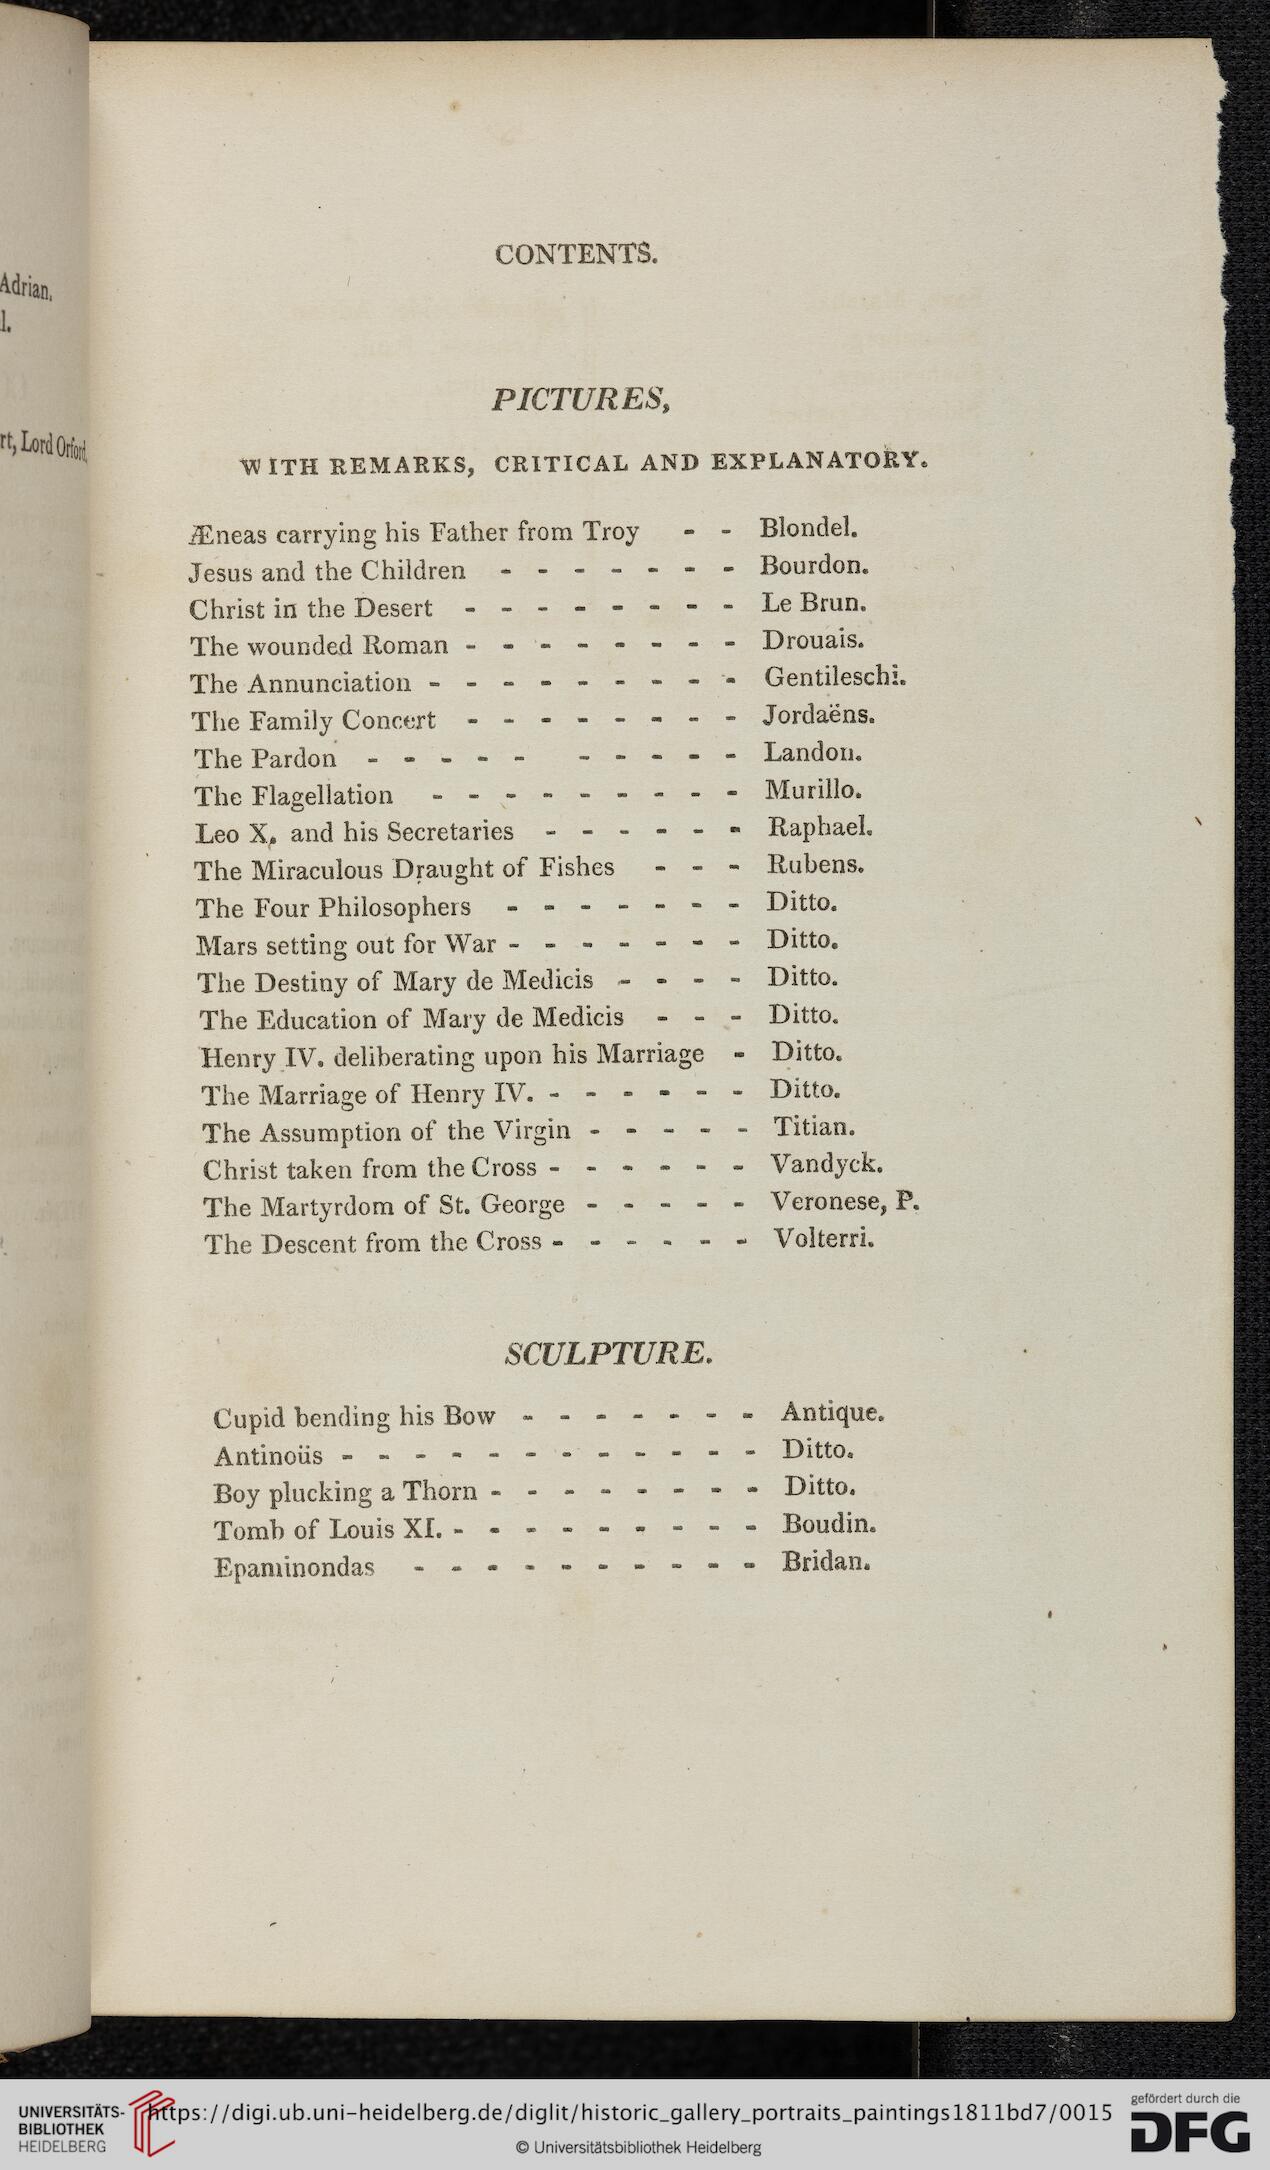 Adrian.
l.
rt, Lord Orford,
CONTENTS.
PICTURES,
WITH REMARKS, CRITICAL AND EXPLANATORY.
Æneas carrying his Father from Troy - - Blondel.
Jesus and the Children - - - - - - - Bourdon.
Christ in the Desert - - - - - - - - Le Brun.
The wounded Roman - - - - - - - - Drouais.
The Annunciation - - - - - - - - - Gentileschi.
The Family Concert - - - - - - - - Jordaëns.
The Pardon - - - - - - - - - - Landon.
The Flagellation - - - - - - - - - Murillo.
Leo X. and his Secretaries - - - - - - Raphael.
The Miraculous Draught of Fishes - - - Rubens.
The Four Philosophers - - - - - - - Ditto.
Mars setting out for War - - - - - - - Ditto.
The Destiny of Mary de Medicis - - - - Ditto.
The Education of Mary de Medicis - - - Ditto.
Henry IV. deliberating upon his Marriage - Ditto.
The Marriage of Henry IV. - - - - - - Ditto.
The Assumption of the Virgin - - - - - Titian.
Christ taken from the Cross - - - - - - Vandyck.
The Martyrdom of St. George - - - - - Veronese, P.
The Descent from the Cross - - - - - - Volterri.
SCULPTURE.
Cupid bending his Bow - - - - - - - Antique.
Antinoüs - - - - - - - - - - - - Ditto.
Boy plucking a Thorn - - - - - - - - Ditto.
Tomb of Louis XI. - - - - - - - - - Boudin.
Epaminondas - - - - - - - - - - Bridan.
UNIVERSITÄTS-
BIBLIOTHEK
HEIDELBERG
https://digi.ub.uni-heidelberg.de/diglit/historic_gallery_portraits_paintings1811bd7/0015
© Universitätsbibliothek Heidelberg
gefördert durch die
DFG